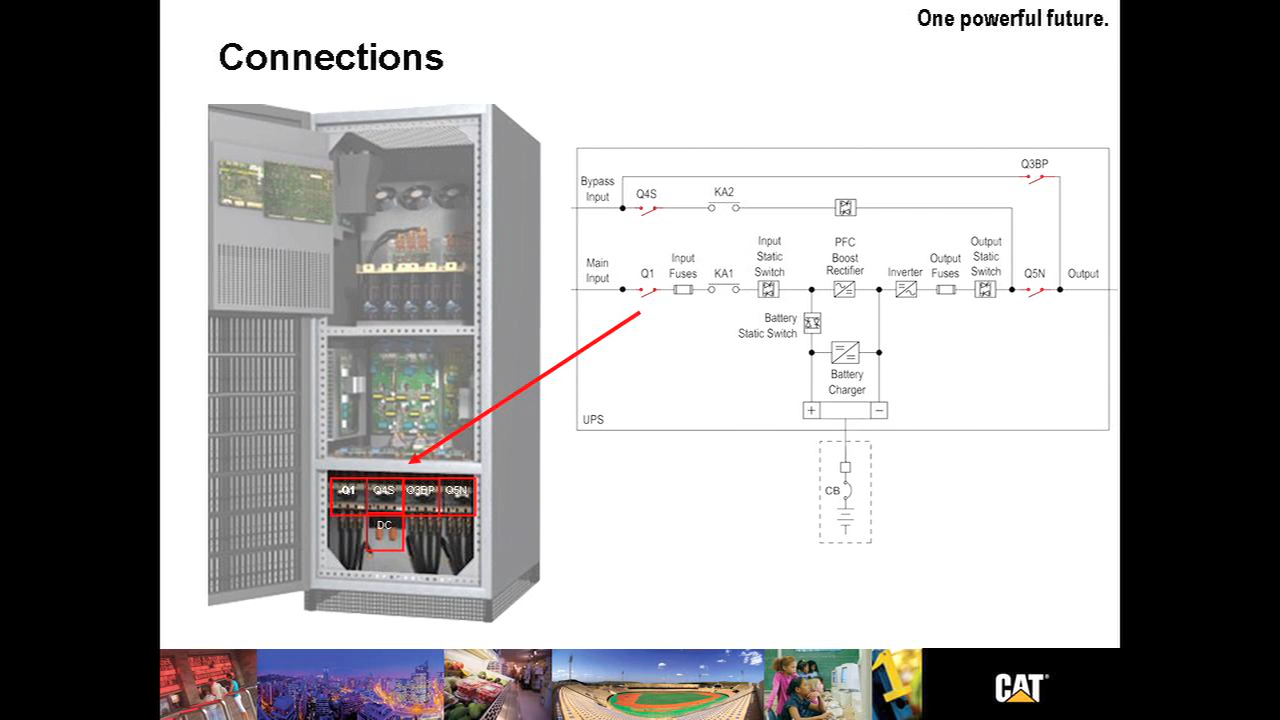 One powerful future.
Connections
Q3BP
Bypass
Input
Q4S
KA2
Main
Input
Q1
Input
Fuses
KA1
Input
Static
Switch
PFC
Boost
Rectifier
Inverter
Output
Fuses
Output
Static
Switch
Q5N
Output
Battery
Static Switch
Battery
Charger
+
−
UPS
CB
Q1 Q4S Q3BP Q5N
DC
1
CAT